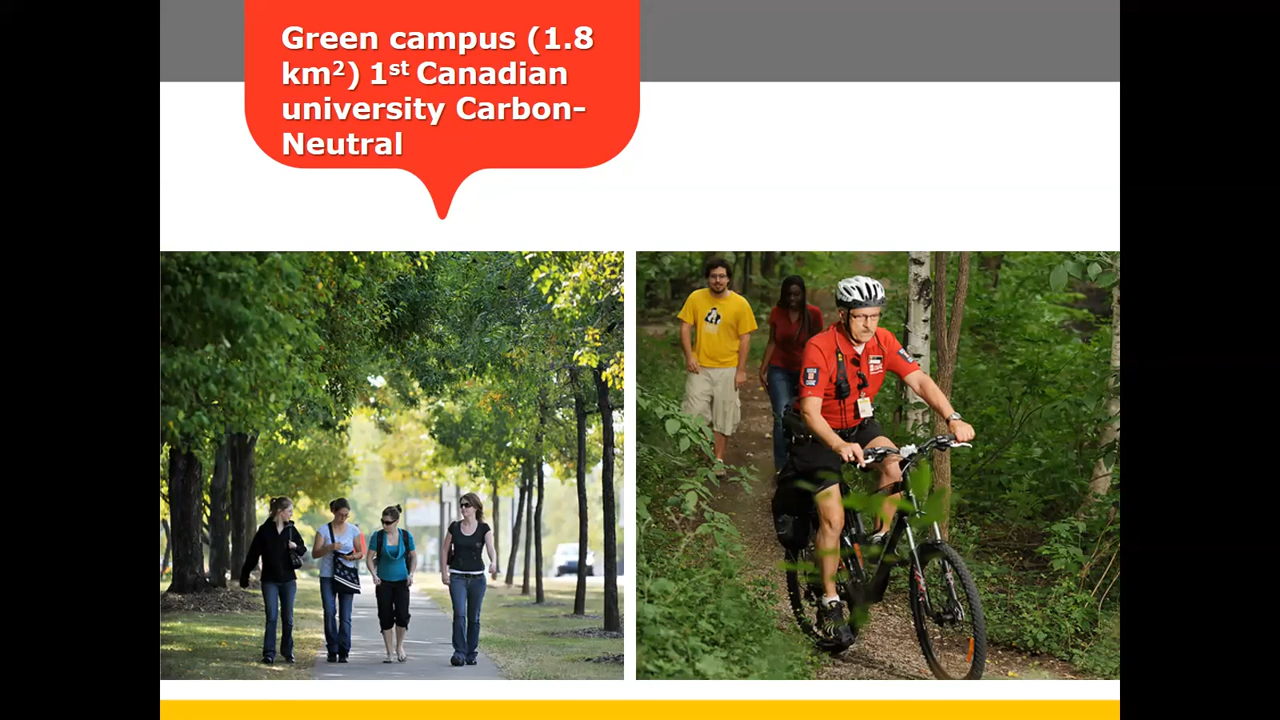 Green campus (1.8
km²) 1ˢᵗ Canadian
university Carbon-
Neutral